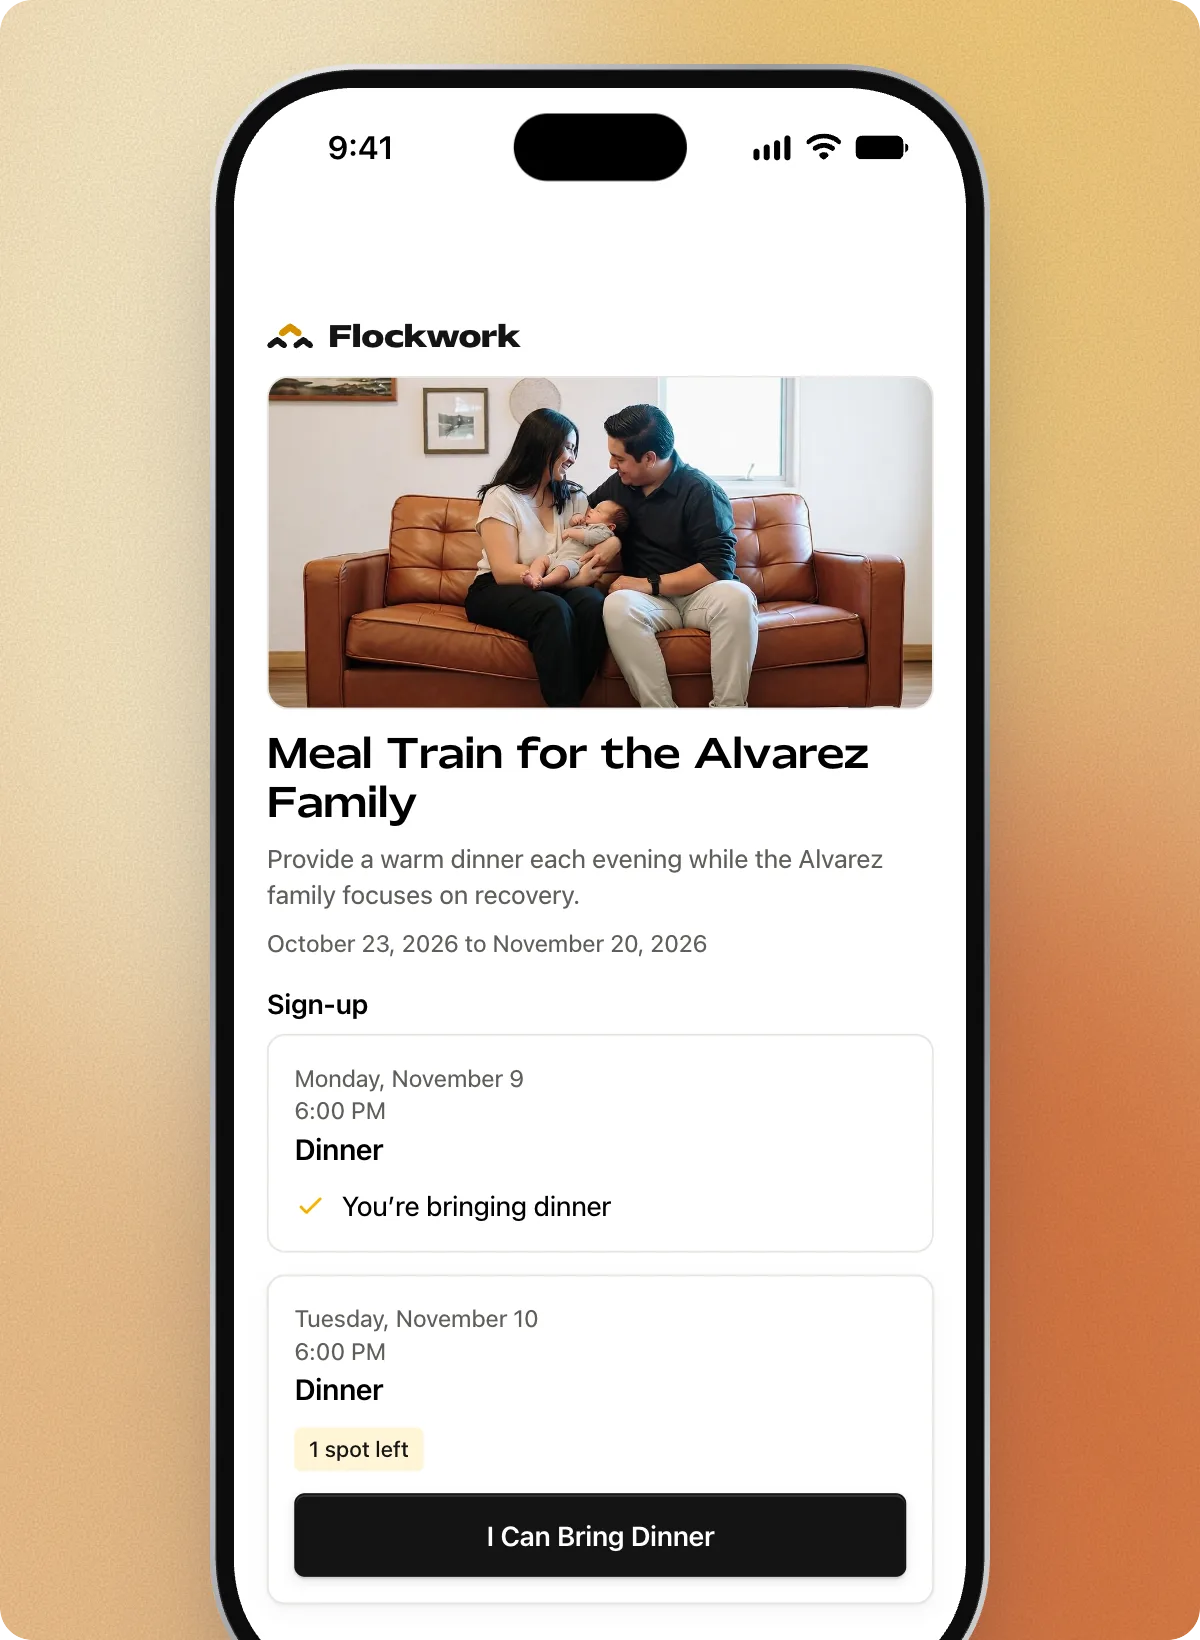 9:41
Flockwork
Meal Train for the Alvarez
Family
Provide a warm dinner each evening while the Alvarez
family focuses on recovery.
October 23, 2026 to November 20, 2026
Sign-up
Monday, November 9
6:00 PM
Dinner
You’re bringing dinner
Tuesday, November 10
6:00 PM
Dinner
1 spot left
I Can Bring Dinner